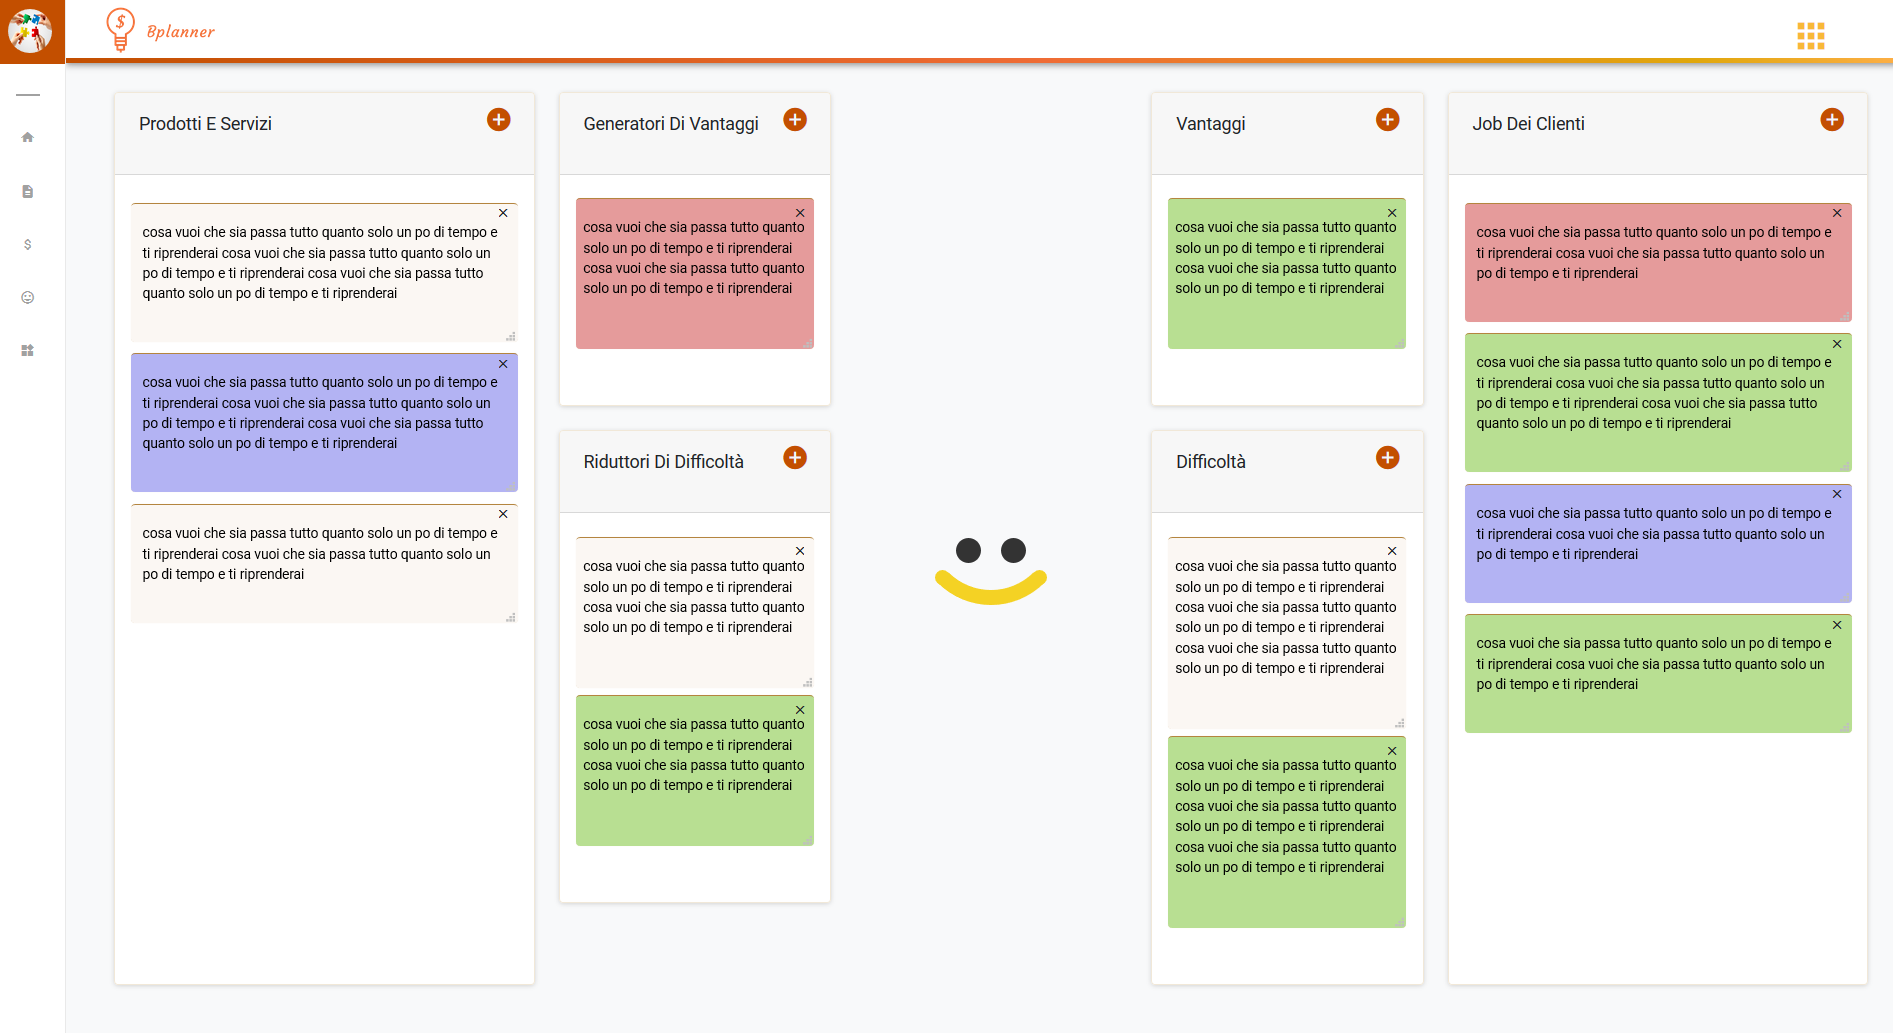 Bplanner
Prodotti E Servizi
cosa vuoi che sia passa tutto quanto solo un po di tempo e
ti riprenderai cosa vuoi che sia passa tutto quanto solo un
po di tempo e ti riprenderai cosa vuoi che sia passa tutto
quanto solo un po di tempo e ti riprenderai
cosa vuoi che sia passa tutto quanto solo un po di tempo e
ti riprenderai cosa vuoi che sia passa tutto quanto solo un
po di tempo e ti riprenderai cosa vuoi che sia passa tutto
quanto solo un po di tempo e ti riprenderai
cosa vuoi che sia passa tutto quanto solo un po di tempo e
ti riprenderai cosa vuoi che sia passa tutto quanto solo un
po di tempo e ti riprenderai
Generatori Di Vantaggi
cosa vuoi che sia passa tutto quanto
solo un po di tempo e ti riprenderai
cosa vuoi che sia passa tutto quanto
solo un po di tempo e ti riprenderai
Riduttori Di Difficoltà
cosa vuoi che sia passa tutto quanto
solo un po di tempo e ti riprenderai
cosa vuoi che sia passa tutto quanto
solo un po di tempo e ti riprenderai
cosa vuoi che sia passa tutto quanto
solo un po di tempo e ti riprenderai
cosa vuoi che sia passa tutto quanto
solo un po di tempo e ti riprenderai
Vantaggi
cosa vuoi che sia passa tutto quanto
solo un po di tempo e ti riprenderai
cosa vuoi che sia passa tutto quanto
solo un po di tempo e ti riprenderai
Difficoltà
cosa vuoi che sia passa tutto quanto
solo un po di tempo e ti riprenderai
cosa vuoi che sia passa tutto quanto
solo un po di tempo e ti riprenderai
cosa vuoi che sia passa tutto quanto
solo un po di tempo e ti riprenderai
cosa vuoi che sia passa tutto quanto
solo un po di tempo e ti riprenderai
cosa vuoi che sia passa tutto quanto
solo un po di tempo e ti riprenderai
cosa vuoi che sia passa tutto quanto
solo un po di tempo e ti riprenderai
Job Dei Clienti
cosa vuoi che sia passa tutto quanto solo un po di tempo e
ti riprenderai cosa vuoi che sia passa tutto quanto solo un
po di tempo e ti riprenderai
cosa vuoi che sia passa tutto quanto solo un po di tempo e
ti riprenderai cosa vuoi che sia passa tutto quanto solo un
po di tempo e ti riprenderai cosa vuoi che sia passa tutto
quanto solo un po di tempo e ti riprenderai
cosa vuoi che sia passa tutto quanto solo un po di tempo e
ti riprenderai cosa vuoi che sia passa tutto quanto solo un
po di tempo e ti riprenderai
cosa vuoi che sia passa tutto quanto solo un po di tempo e
ti riprenderai cosa vuoi che sia passa tutto quanto solo un
po di tempo e ti riprenderai